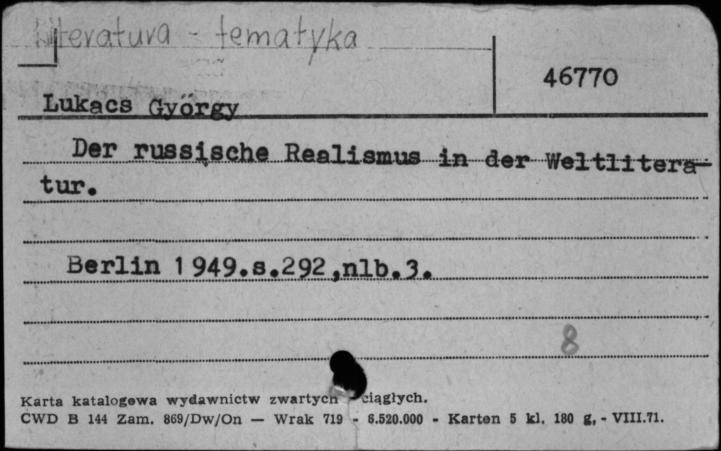 literatura - tematyka
46770
Lukacs György
Der russische Realismus in der Weltlitera-
tur.
Berlin 1949.s.292,nlb.3.
8
Karta katalogowa wydawnictw zwartych ciągłych.
CWD B 144 Zam. 869/Dw/On — Wrak 719 - 6.520.000 - Karton 5 kl. 180 g, - VIII.71.